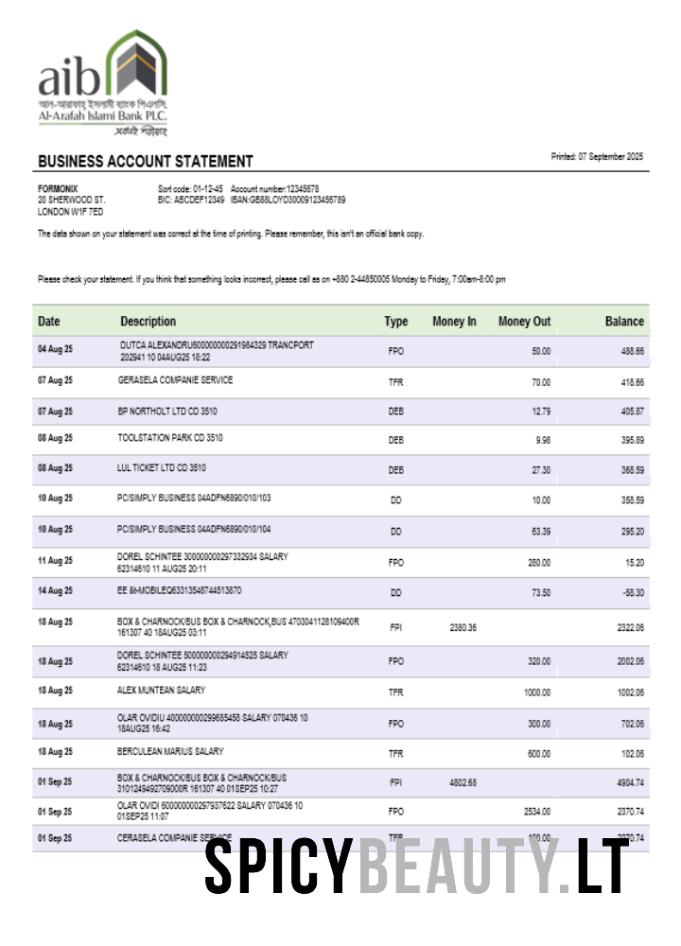 aib
আল-আরাফাহ্ ইসলামী ব্যাংক পিএলসি.
Al-Arafah Islami Bank PLC.
BUSINESS ACCOUNT STATEMENT
Printed: 07 September 2025
FORMONIX
20 SHERWOOD ST.
LONDON W1F 7ED
Sort code: 01-12-45 Account number:12345678
BIC: ABCDEF12349 IBAN:GB88LOYD30009123456789
The data shown on your statement was correct at the time of printing. Please remember, this isn't an official bank copy.
Please check your statement. If you think that something looks incorrect, please call as on +880 2-44850005 Monday to Friday, 7:00am-8:00 pm
Date Description Type Money In Money Out Balance
04 Aug 25 DUTCA ALEXANDRU600000000291984329 TRANCPORT
202941 10 04AUG25 18:22 FPO 50.00 488.66
07 Aug 25 GERASELA COMPANIE SERVICE TFR 70.00 418.66
07 Aug 25 BP NORTHOLT LTD CD 3510 DEB 12.79 405.87
08 Aug 25 TOOLSTATION PARK CD 3510 DEB 9.98 395.89
08 Aug 25 LUL TICKET LTD CD 3510 DEB 27.30 368.59
10 Aug 25 PC/SIMPLY BUSINESS 04ADFN6890/010/103 DD 10.00 358.59
10 Aug 25 PC/SIMPLY BUSINESS 04ADFN6890/010/104 DD 63.39 295.20
11 Aug 25 DOREL SCHINTEE 300000000297332934 SALARY
62314610 11 AUG25 20:11 FPO 280.00 15.20
14 Aug 25 EE &MOBILEQ63313548744513870 DD 73.50 -58.30
18 Aug 25 BOX & CHARNOCK/BUS BOX & CHARNOCK,BUS 4703041128109400R
161307 40 18AUG25 03:11 FPI 2380.36 2322.06
18 Aug 25 DOREL SCHINTEE 500000000294914525 SALARY
62314610 18 AUG25 11:23 FPO 320.00 2002.06
18 Aug 25 ALEX MUNTEAN SALARY TFR 1000.00 1002.06
18 Aug 25 OLAR OVIDIU 400000000299685458 SALARY 070436 10
18AUG25 16:42 FPO 300.00 702.06
18 Aug 25 BERCULEAN MARIUS SALARY TFR 600.00 102.06
01 Sep 25 BOX & CHARNOCK/BUS BOX & CHARNOCK/BUS
3101249492709000R 161307 40 01SEP25 10:27 FPI 4802.68 4904.74
01 Sep 25 OLAR OVIDI 600000000297937622 SALARY 070436 10
01SEP25 11:07 FPO 2534.00 2370.74
01 Sep 25 CERASELA COMPANIE SERVICE TFR 100.00 2270.74
SPICYBEAUTY.LT